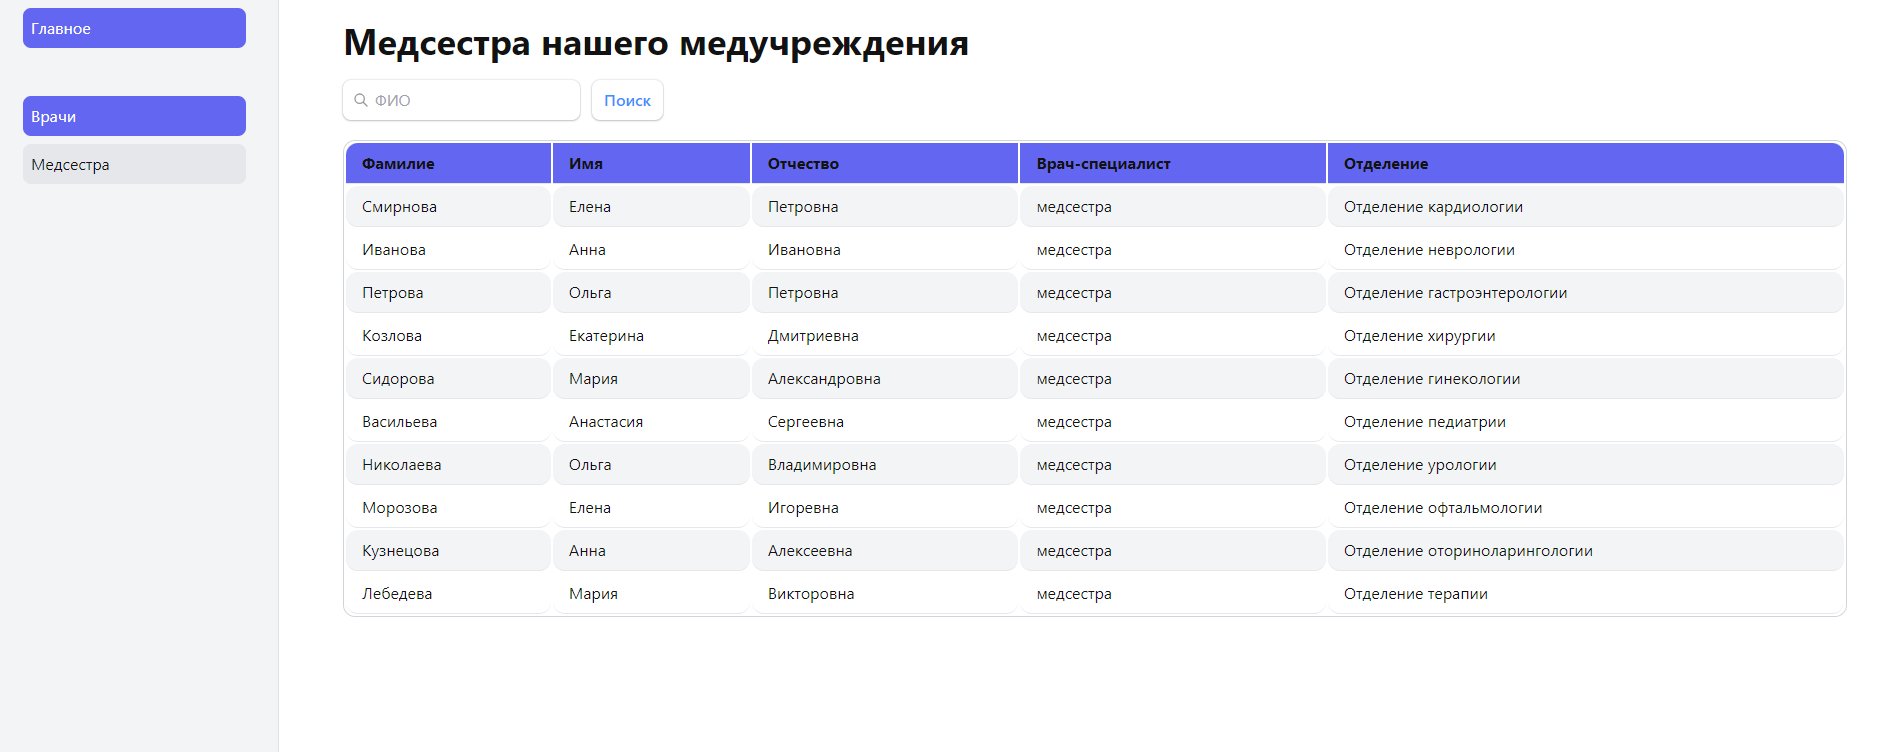 Главное
Врачи
Медсестра
Медсестра нашего медучреждения
ФИО Поиск
Фамилие Имя Отчество Врач-специалист Отделение
Смирнова Елена Петровна медсестра Отделение кардиологии
Иванова Анна Ивановна медсестра Отделение неврологии
Петрова Ольга Петровна медсестра Отделение гастроэнтерологии
Козлова Екатерина Дмитриевна медсестра Отделение хирургии
Сидорова Мария Александровна медсестра Отделение гинекологии
Васильева Анастасия Сергеевна медсестра Отделение педиатрии
Николаева Ольга Владимировна медсестра Отделение урологии
Морозова Елена Игоревна медсестра Отделение офтальмологии
Кузнецова Анна Алексеевна медсестра Отделение оториноларингологии
Лебедева Мария Викторовна медсестра Отделение терапии